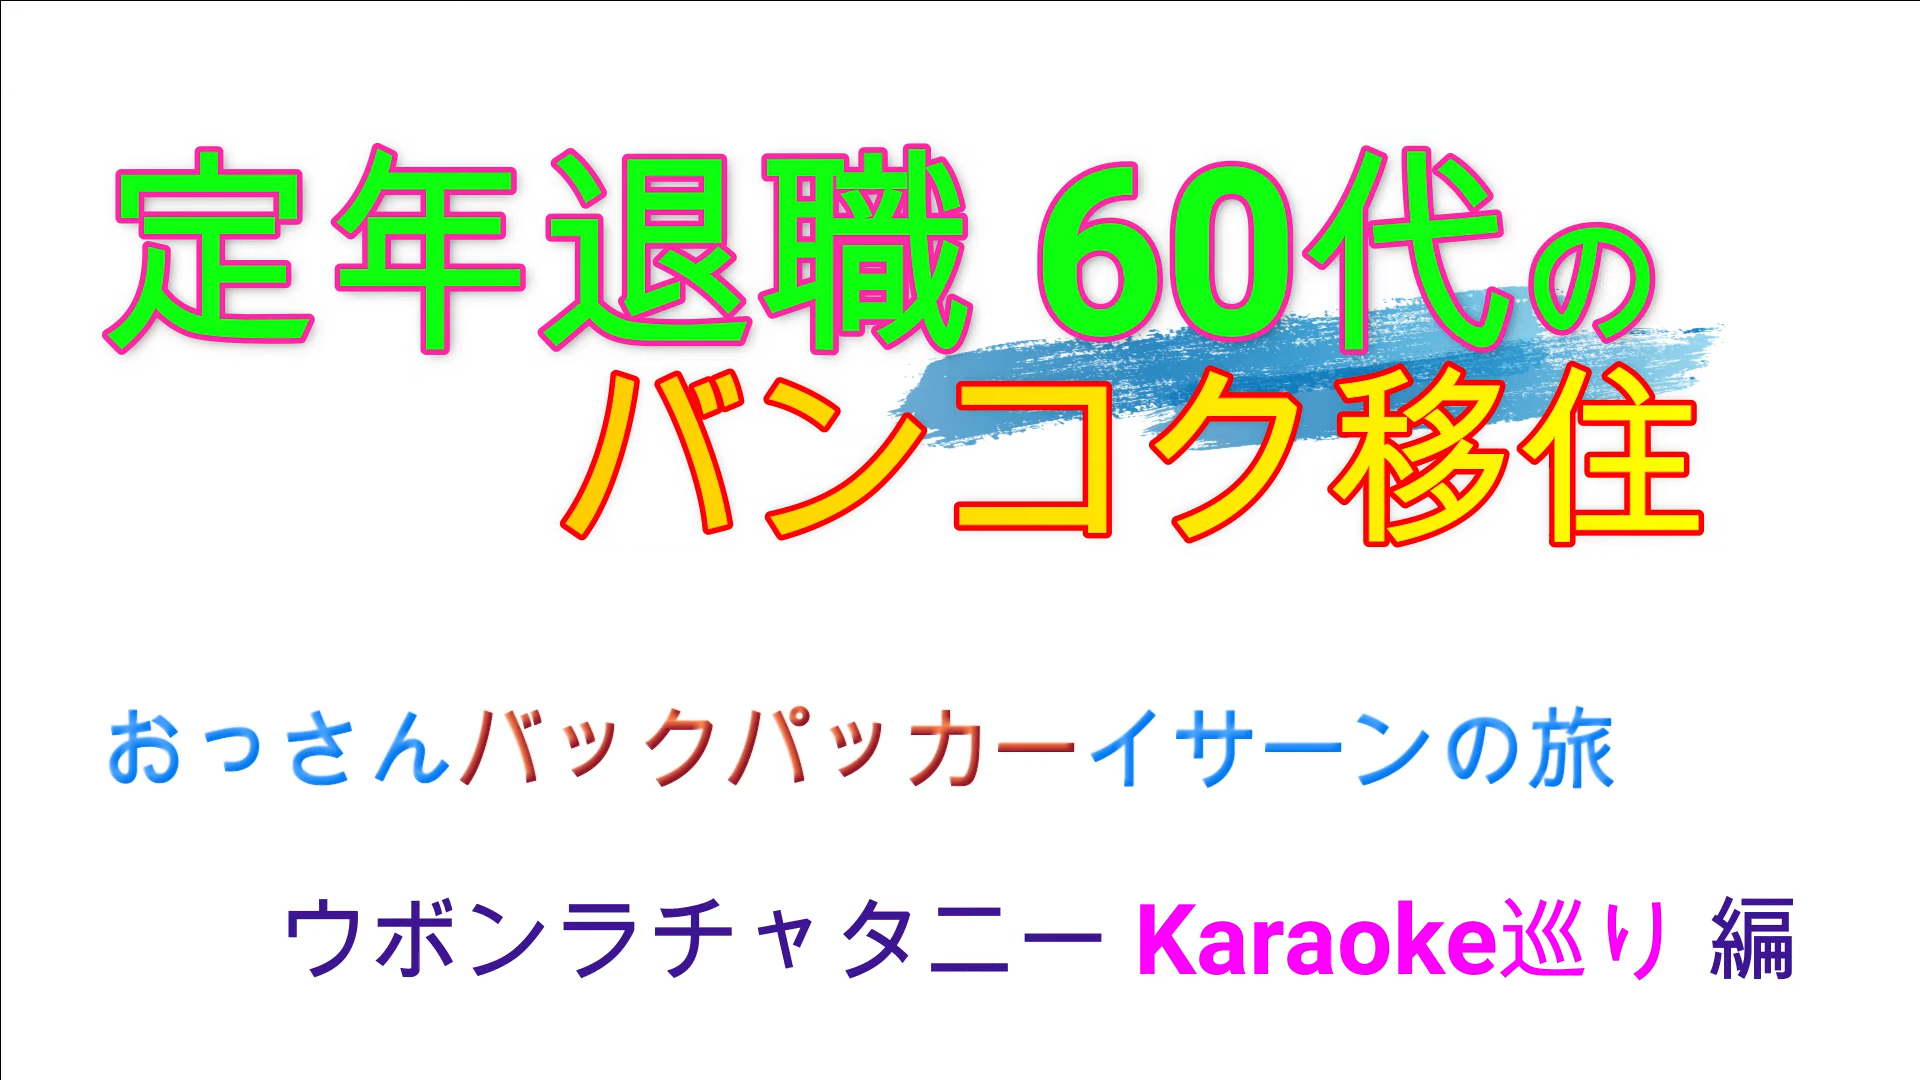 定年退職 60代の
バンコク移住
おっさんバックパッカーイサーンの旅
ウボンラチャタニー Karaoke巡り 編